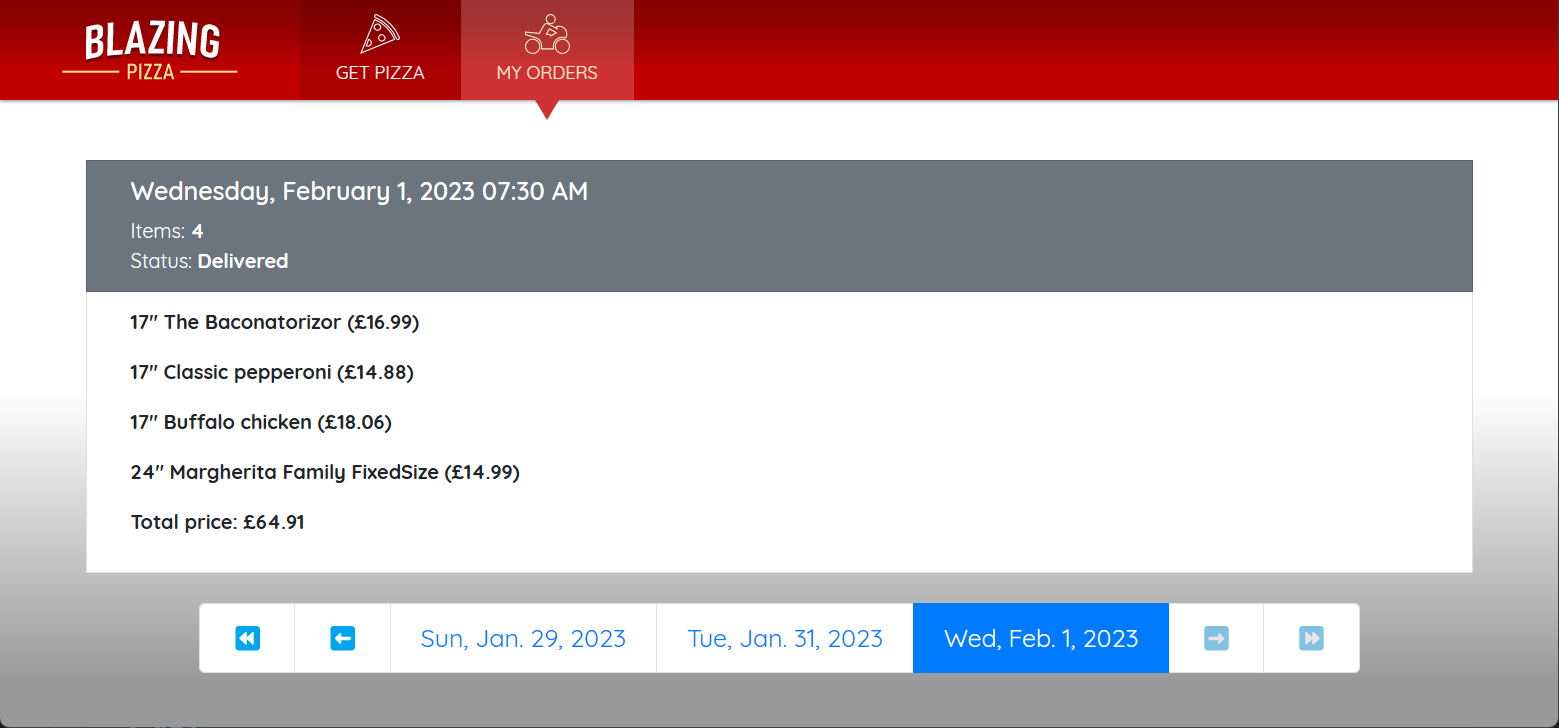 BLAZING
PIZZA
GET PIZZA
MY ORDERS
Wednesday, February 1, 2023 07:30 AM
Items: 4
Status: Delivered
17" The Baconatorizor (£16.99)
17" Classic pepperoni (£14.88)
17" Buffalo chicken (£18.06)
24" Margherita Family FixedSize (£14.99)
Total price: £64.91
Sun, Jan. 29, 2023
Tue, Jan. 31, 2023
Wed, Feb. 1, 2023